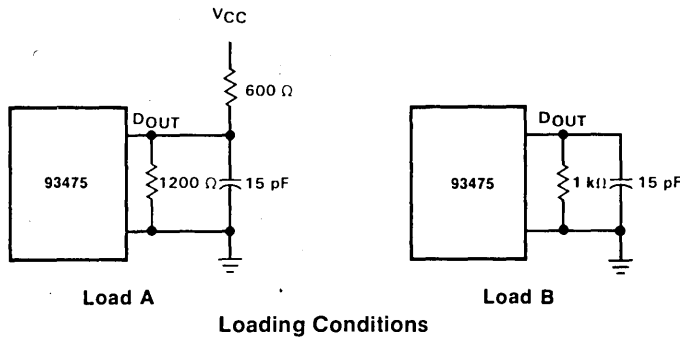 VCC
600 Ω
DOUT
93475
1200 Ω
15 pF
Load A
DOUT
93475
1 kΩ
15 pF
Load B
Loading Conditions